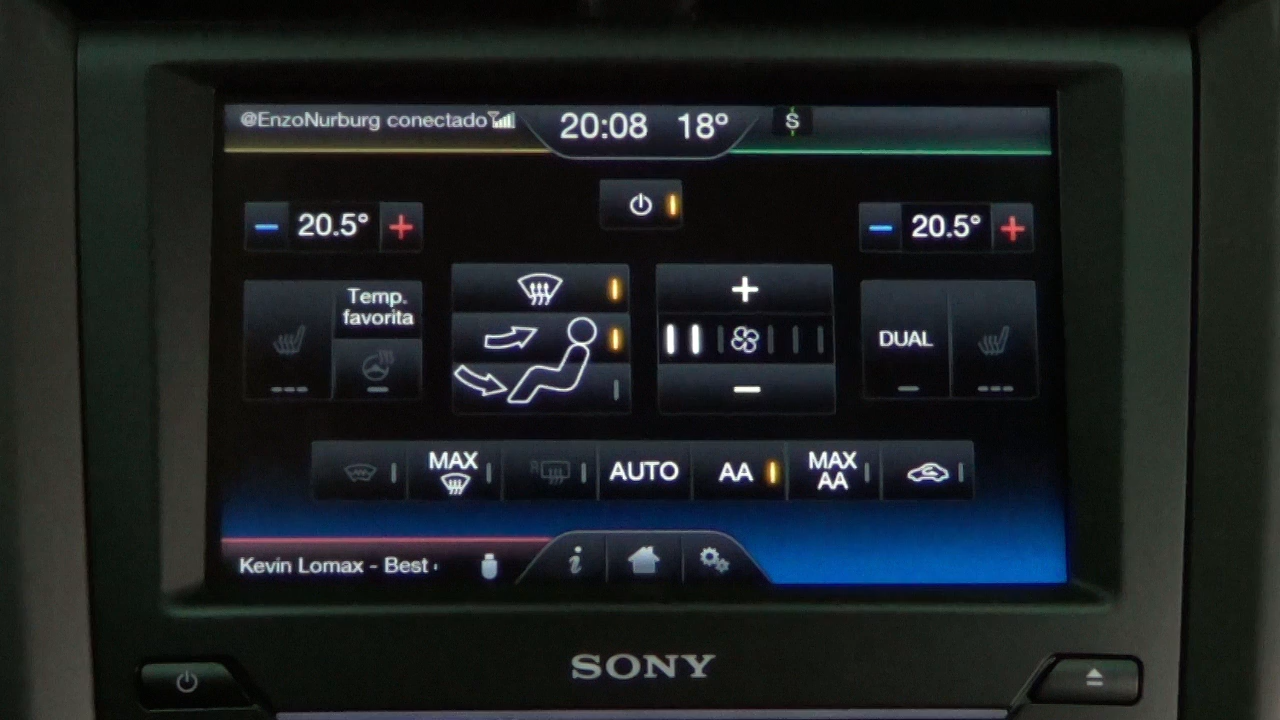 @EnzoNurburg conectado
20:08 18°
S
20.5°
20.5°
Temp.
favorita
DUAL
MAX
R
AUTO
AA
MAX
AA
Kevin Lomax - Best
i
SONY